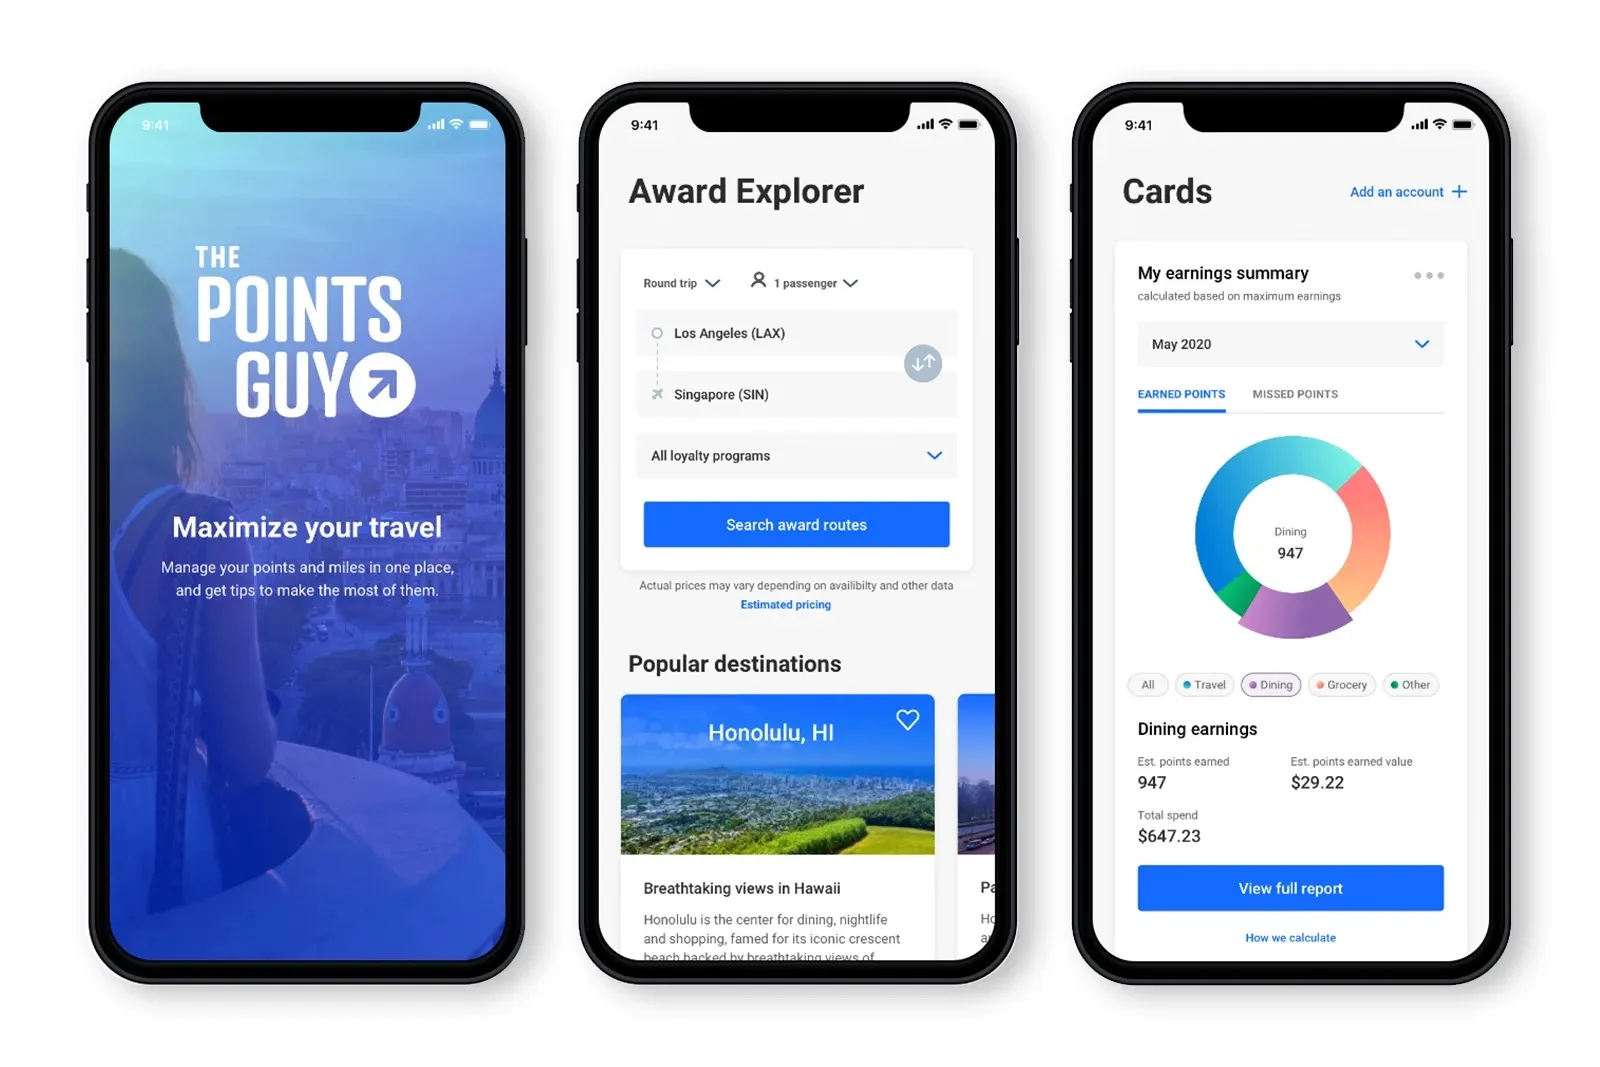 9:41
THE
POINTS
GUY
Maximize your travel
Manage your points and miles in one place,
and get tips to make the most of them.
9:41
Award Explorer
Round trip
1 passenger
Los Angeles (LAX)
Singapore (SIN)
All loyalty programs
Search award routes
Actual prices may vary depending on availibilty and other data
Estimated pricing
Popular destinations
Honolulu, HI
Breathtaking views in Hawaii
Honolulu is the center for dining, nightlife
and shopping, famed for its iconic crescent
beach backed by breathtaking views of
9:41
Cards
Add an account +
My earnings summary
calculated based on maximum earnings
May 2020
EARNED POINTS MISSED POINTS
Dining
947
All Travel Dining Grocery Other
Dining earnings
Est. points earned Est. points earned value
947 $29.22
Total spend
$647.23
View full report
How we calculate